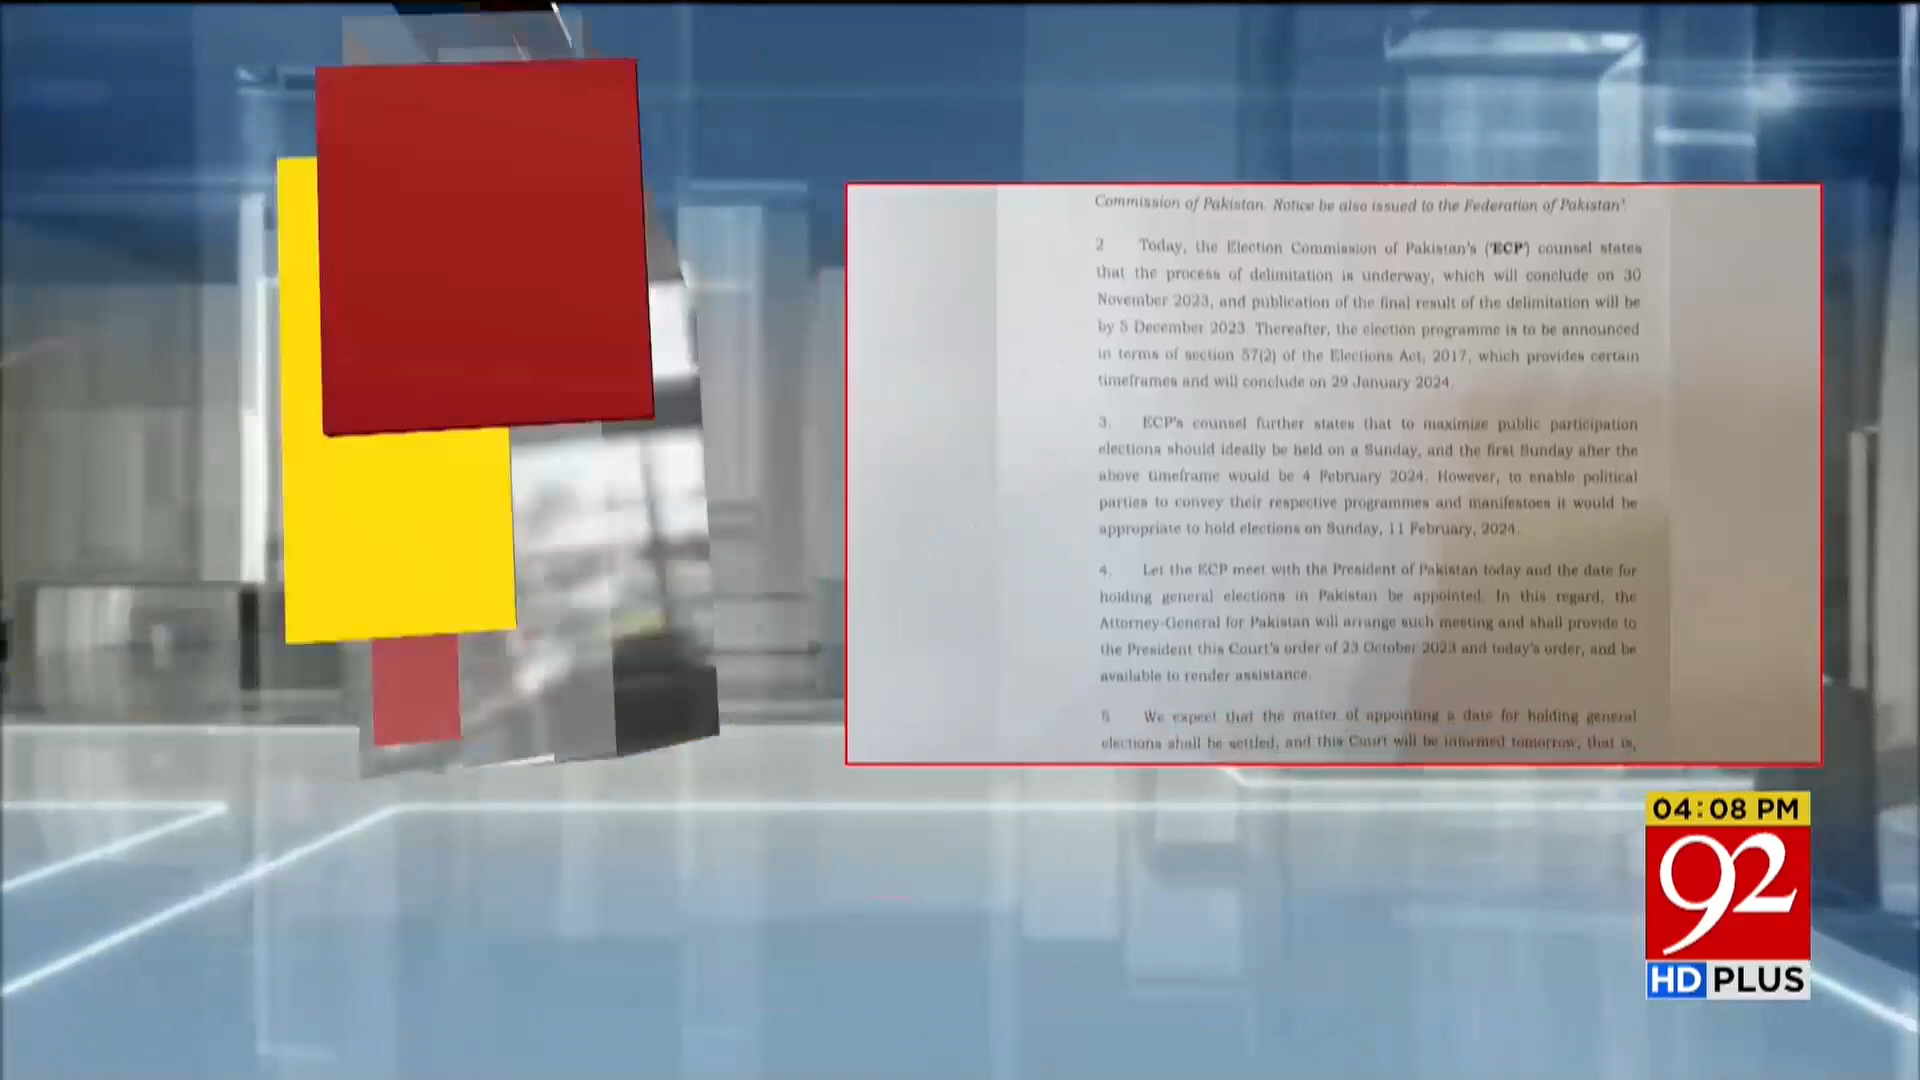 Commission of Pakistan. Notice be also issued to the Federation of Pakistan'.
2 Today, the Election Commission of Pakistan's ('ECP') counsel states
that the process of delimitation is underway, which will conclude on 30
November 2023, and publication of the final result of the delimitation will be
by 5 December 2023. Thereafter, the election programme is to be announced
in terms of section 57(2) of the Elections Act, 2017, which provides certain
timeframes and will conclude on 29 January 2024.
3. ECP's counsel further states that to maximize public participation
elections should ideally be held on a Sunday, and the first Sunday after the
above timeframe would be 4 February 2024. However, to enable political
parties to convey their respective programmes and manifestoes it would be
appropriate to hold elections on Sunday, 11 February, 2024.
4. Let the ECP meet with the President of Pakistan today and the date for
holding general elections in Pakistan be appointed. In this regard, the
Attorney-General for Pakistan will arrange such meeting and shall provide to
the President this Court's order of 23 October 2023 and today's order, and be
available to render assistance.
5 We expect that the matter of appointing a date for holding general
elections shall be settled, and this Court will be informed tomorrow, that is,
04:08 PM
92
HD PLUS